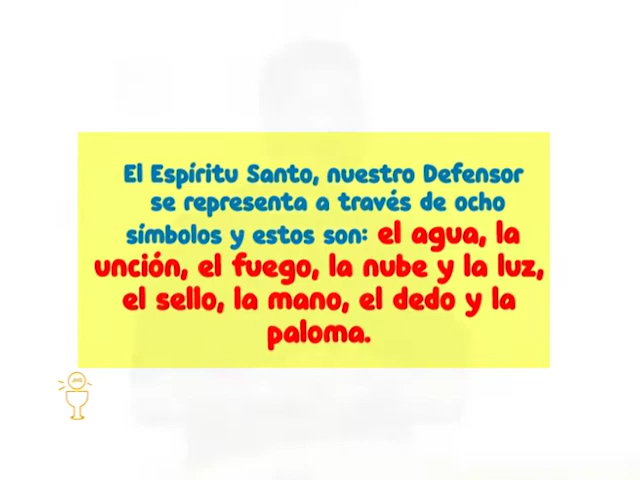 El Espíritu Santo, nuestro Defensor
se representa a través de ocho
símbolos y estos son: el agua, la
unción, el fuego, la nube y la luz,
el sello, la mano, el dedo y la
paloma.